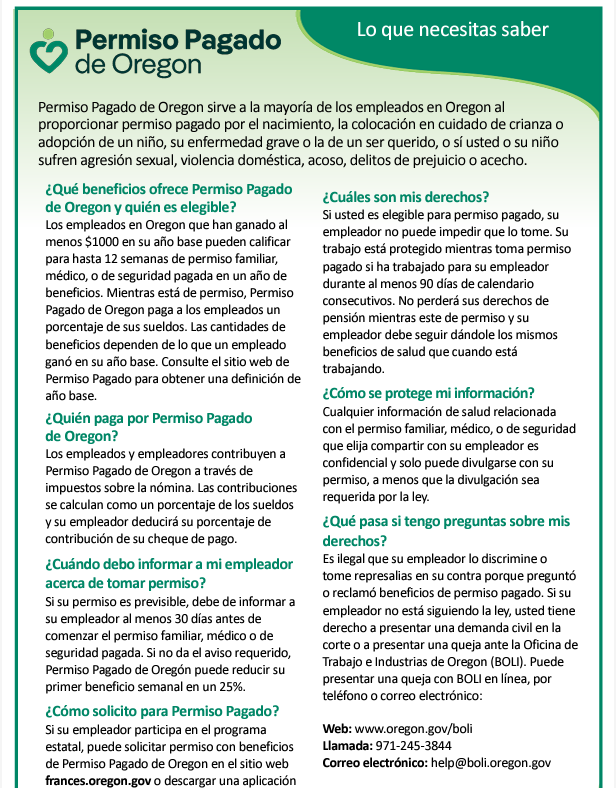 Permiso Pagado
de Oregon
Lo que necesitas saber
Permiso Pagado de Oregon sirve a la mayoría de los empleados en Oregon al
proporcionar permiso pagado por el nacimiento, la colocación en cuidado de crianza o
adopción de un niño, su enfermedad grave o la de un ser querido, o sí usted o su niño
sufren agresión sexual, violencia doméstica, acoso, delitos de prejuicio o acecho.
¿Qué beneficios ofrece Permiso Pagado
de Oregon y quién es elegible?
Los empleados en Oregon que han ganado al
menos $1000 en su año base pueden calificar
para hasta 12 semanas de permiso familiar,
médico, o de seguridad pagada en un año de
beneficios. Mientras está de permiso, Permiso
Pagado de Oregon paga a los empleados un
porcentaje de sus sueldos. Las cantidades de
beneficios dependen de lo que un empleado
ganó en su año base. Consulte el sitio web de
Permiso Pagado para obtener una definición de
año base.
¿Quién paga por Permiso Pagado
de Oregon?
Los empleados y empleadores contribuyen a
Permiso Pagado de Oregon a través de
impuestos sobre la nómina. Las contribuciones
se calculan como un porcentaje de los sueldos
y su empleador deducirá su porcentaje de
contribución de su cheque de pago.
¿Cuándo debo informar a mi empleador
acerca de tomar permiso?
Si su permiso es previsible, debe de informar a
su empleador al menos 30 días antes de
comenzar el permiso familiar, médico o de
seguridad pagada. Si no da el aviso requerido,
Permiso Pagado de Oregón puede reducir su
primer beneficio semanal en un 25%.
¿Cómo solicito para Permiso Pagado?
Si su empleador participa en el programa
estatal, puede solicitar permiso con beneficios
de Permiso Pagado de Oregon en el sitio web
frances.oregon.gov o descargar una aplicación
¿Cuáles son mis derechos?
Si usted es elegible para permiso pagado, su
empleador no puede impedir que lo tome. Su
trabajo está protegido mientras toma permiso
pagado si ha trabajado para su empleador
durante al menos 90 días de calendario
consecutivos. No perderá sus derechos de
pensión mientras este de permiso y su
empleador debe seguir dándole los mismos
beneficios de salud que cuando está
trabajando.
¿Cómo se protege mi información?
Cualquier información de salud relacionada
con el permiso familiar, médico, o de seguridad
que elija compartir con su empleador es
confidencial y solo puede divulgarse con su
permiso, a menos que la divulgación sea
requerida por la ley.
¿Qué pasa si tengo preguntas sobre mis
derechos?
Es ilegal que su empleador lo discrimine o
tome represalias en su contra porque preguntó
o reclamó beneficios de permiso pagado. Si su
empleador no está siguiendo la ley, usted tiene
derecho a presentar una demanda civil en la
corte o a presentar una queja ante la Oficina de
Trabajo e Industrias de Oregon (BOLI). Puede
presentar una queja con BOLI en línea, por
teléfono o correo electrónico:
Web: www.oregon.gov/boli
Llamada: 971-245-3844
Correo electrónico: help@boli.oregon.gov